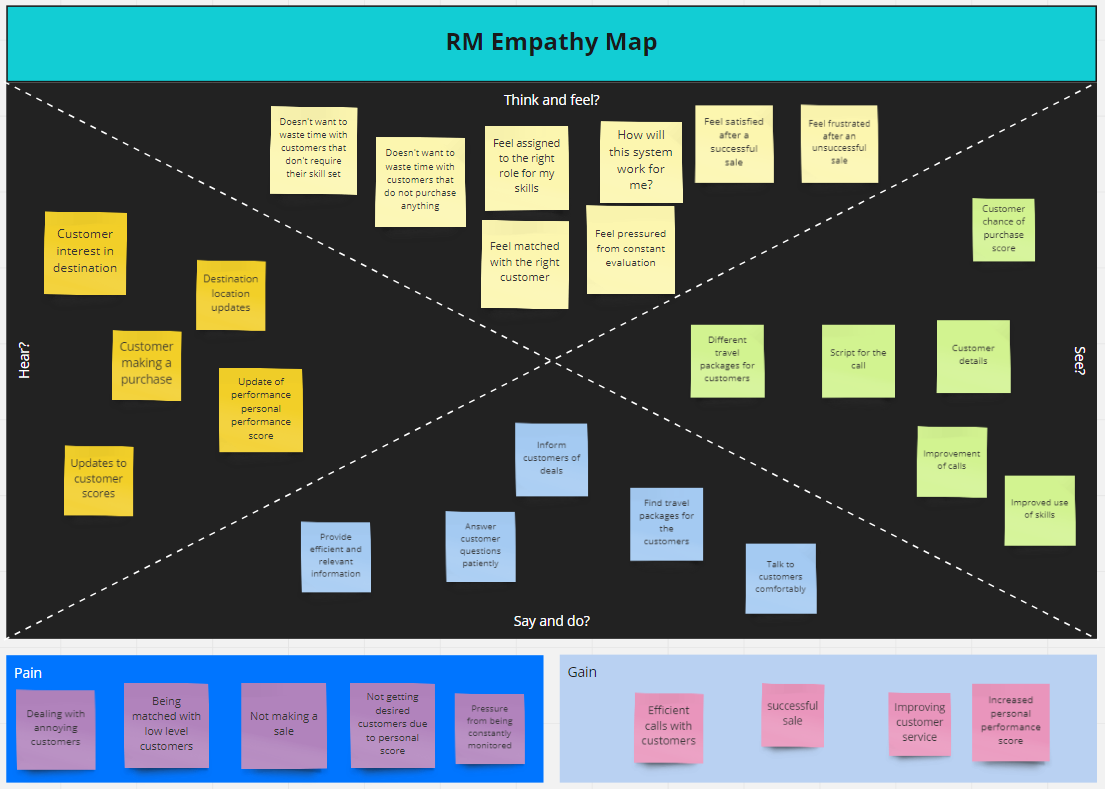 RM Empathy Map
Think and feel?
Doesn't want to
waste time with
customers that
don't require
their skill set
Doesn't want to
waste time with
customers that
do not purchase
anything
Feel assigned
to the right
role for my
skills
How will
this system
work for
me?
Feel satisfied
after a
successful
sale
Feel frustrated
after an
unsuccessful
sale
Feel matched
with the right
customer
Feel pressured
from constant
evaluation
Hear?
Customer
interest in
destination
Destination
location
updates
Customer
making a
purchase
Update of
performance
personal
performance
score
Updates to
customer
scores
See?
Customer
chance of
purchase
score
Different
travel
packages for
customers
Script for the
call
Customer
details
Improvement
of calls
Improved use
of skills
Inform
customers of
deals
Find travel
packages for
the
customers
Answer
customer
questions
patiently
Provide
efficient and
relevant
information
Talk to
customers
comfortably
Say and do?
Pain
Dealing with
annoying
customers
Being
matched with
low level
customers
Not making a
sale
Not getting
desired
customers due
to personal
score
Pressure
from being
constantly
monitored
Gain
Efficient
calls with
customers
successful
sale
Improving
customer
service
Increased
personal
performance
score